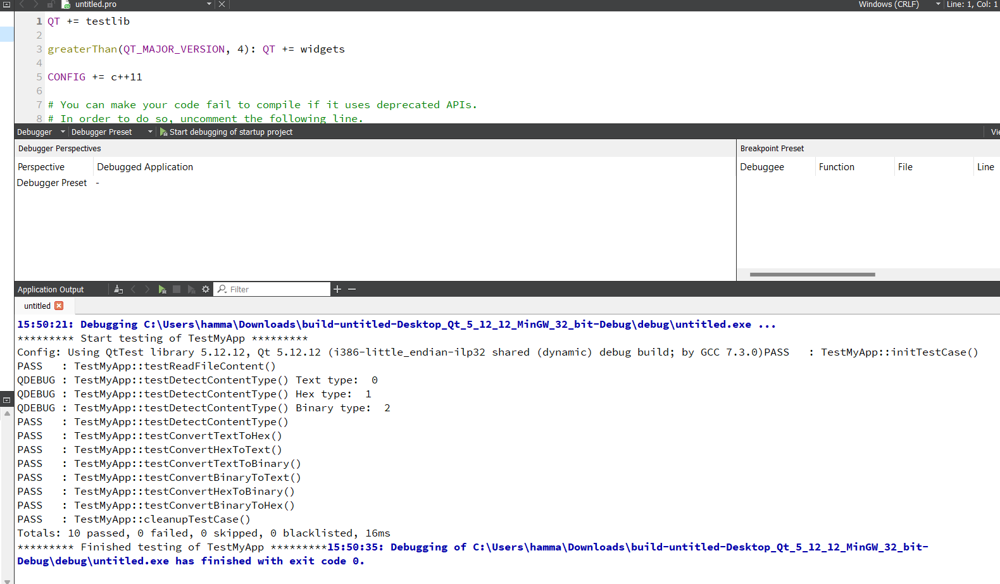 untitled.pro Windows (CRLF) Line: 1, Col: 1
1 QT += testlib
2
3 greaterThan(QT_MAJOR_VERSION, 4): QT += widgets
4
5 CONFIG += c++11
6
7 # You can make your code fail to compile if it uses deprecated APIs.
8 # In order to do so, uncomment the following line.
Debugger Debugger Preset Start debugging of startup project
Debugger Perspectives Breakpoint Preset
Perspective Debugged Application Debuggee Function File Line
Debugger Preset -
Application Output Filter
untitled
15:50:21: Debugging C:\Users\hamma\Downloads\build-untitled-Desktop_Qt_5_12_12_MinGW_32_bit-Debug\debug\untitled.exe ...
********* Start testing of TestMyApp *********
Config: Using QtTest library 5.12.12, Qt 5.12.12 (i386-little_endian-ilp32 shared (dynamic) debug build; by GCC 7.3.0)PASS : TestMyApp::initTestCase()
PASS : TestMyApp::testReadFileContent()
QDEBUG : TestMyApp::testDetectContentType() Text type: 0
QDEBUG : TestMyApp::testDetectContentType() Hex type: 1
QDEBUG : TestMyApp::testDetectContentType() Binary type: 2
PASS : TestMyApp::testDetectContentType()
PASS : TestMyApp::testConvertTextToHex()
PASS : TestMyApp::testConvertHexToText()
PASS : TestMyApp::testConvertTextToBinary()
PASS : TestMyApp::testConvertBinaryToText()
PASS : TestMyApp::testConvertHexToBinary()
PASS : TestMyApp::testConvertBinaryToHex()
PASS : TestMyApp::cleanupTestCase()
Totals: 10 passed, 0 failed, 0 skipped, 0 blacklisted, 16ms
********* Finished testing of TestMyApp *********15:50:35: Debugging of C:\Users\hamma\Downloads\build-untitled-Desktop_Qt_5_12_12_MinGW_32_bit-
Debug\debug\untitled.exe has finished with exit code 0.